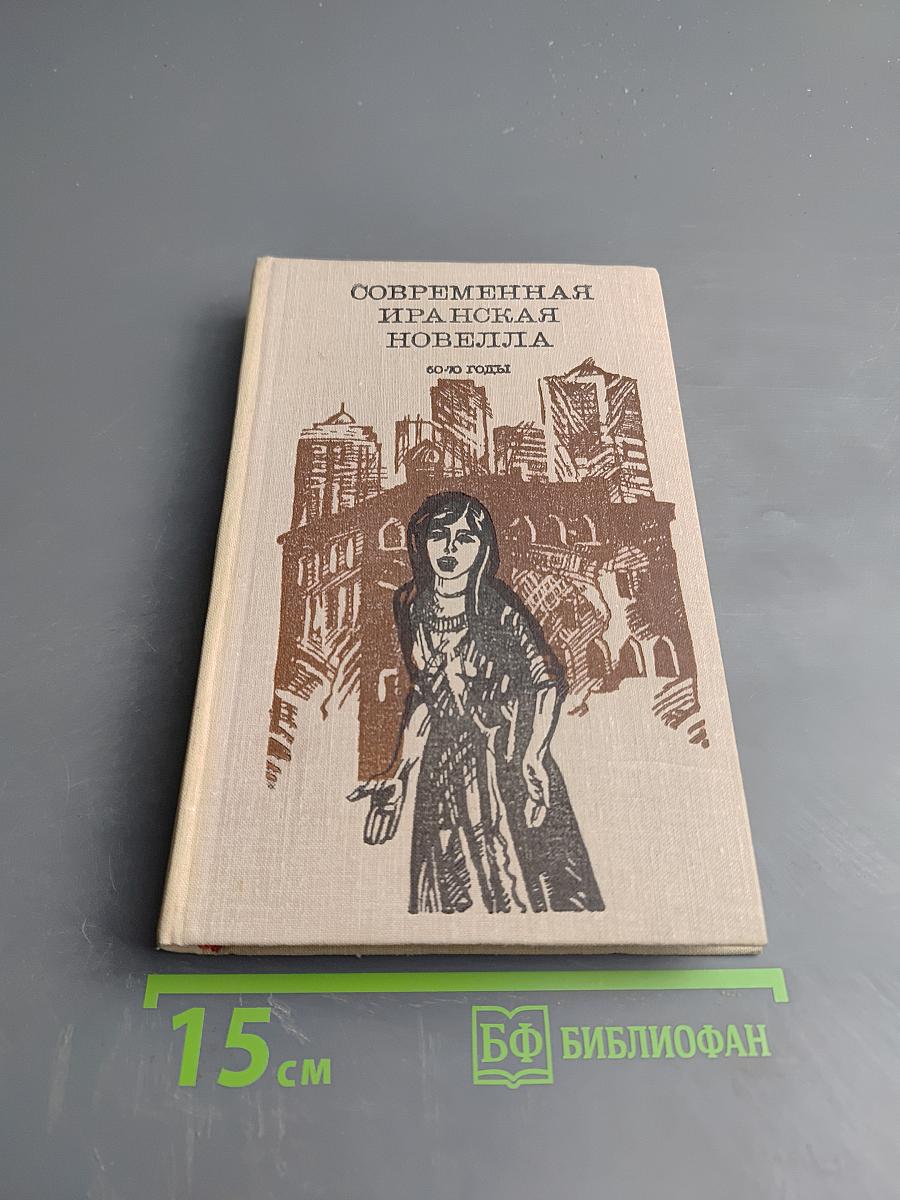 СОВРЕМЕННАЯ
ИРАНСКАЯ
НОВЕЛЛА
60-70 ГОДЫ
15 см
БФ БИБЛИОФАН